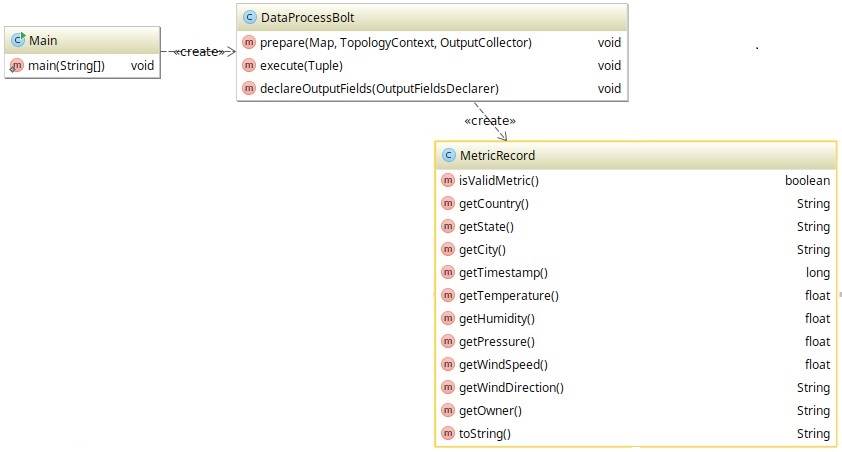 Main
main(String[]) void
«create»
DataProcessBolt
prepare(Map, TopologyContext, OutputCollector) void
execute(Tuple) void
declareOutputFields(OutputFieldsDeclarer) void
«create»
MetricRecord
isValidMetric() boolean
getCountry() String
getState() String
getCity() String
getTimestamp() long
getTemperature() float
getHumidity() float
getPressure() float
getWindSpeed() float
getWindDirection() String
getOwner() String
toString() String